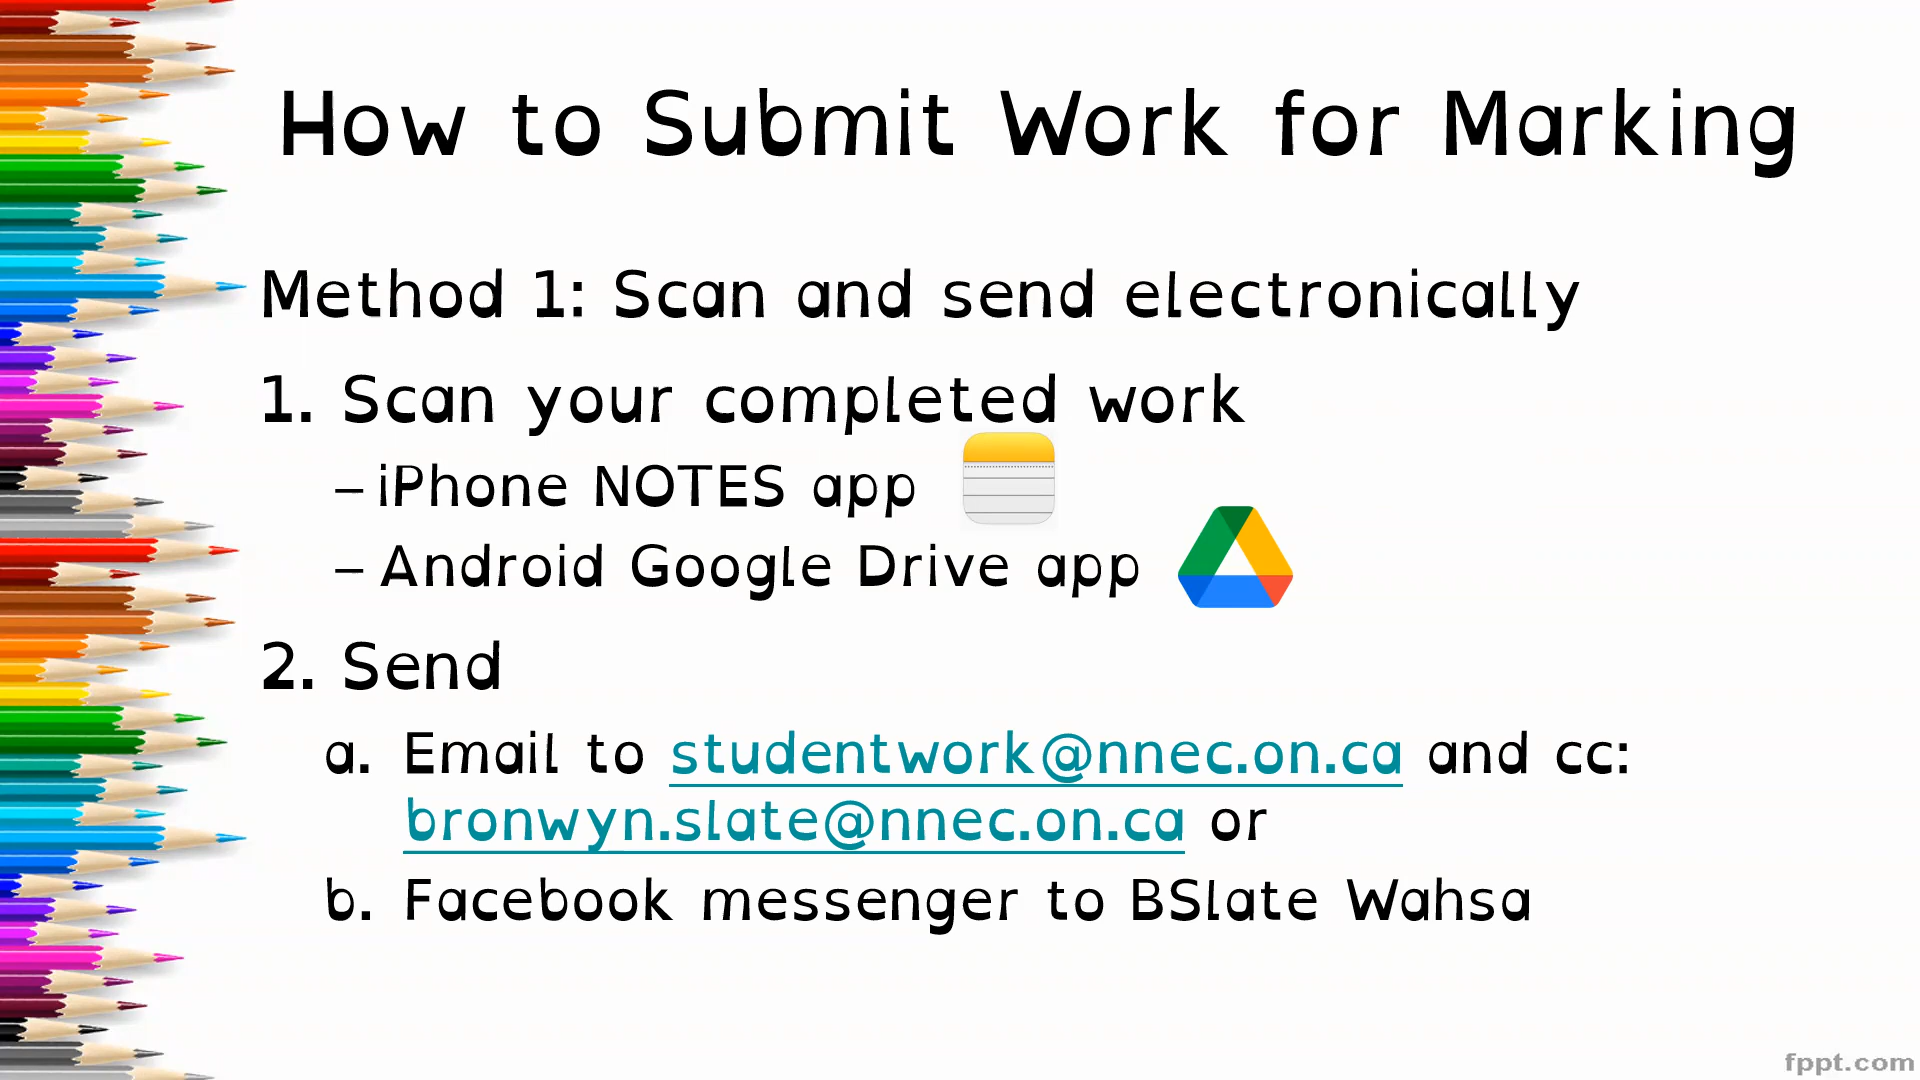 How to Submit Work for Marking
Method 1: Scan and send electronically
1. Scan your completed work
– iPhone NOTES app
– Android Google Drive app
2. Send
a. Email to studentwork@nnec.on.ca and cc:
bronwyn.slate@nnec.on.ca or
b. Facebook messenger to BSlate Wahsa
fppt.com